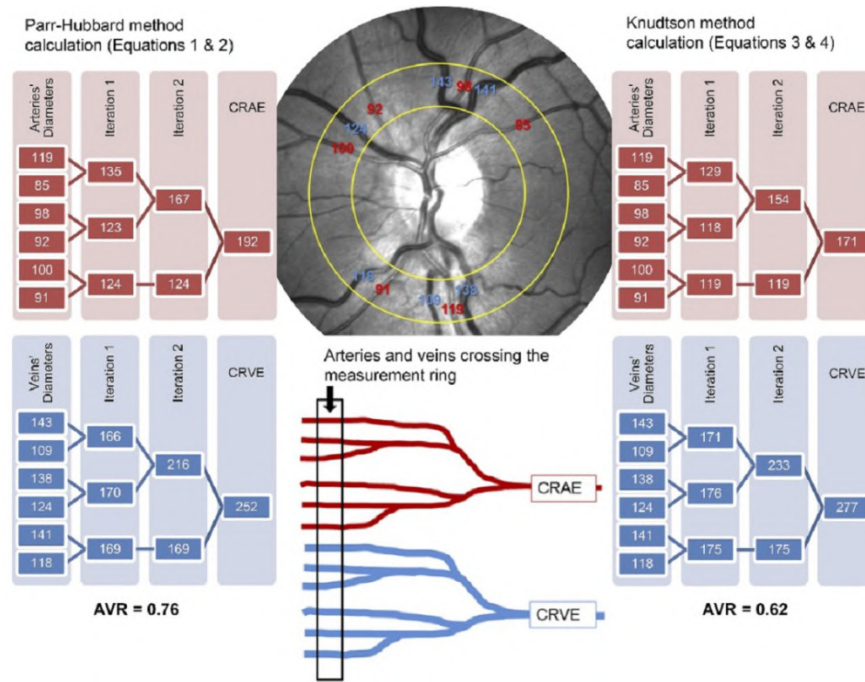 Parr-Hubbard method
calculation (Equations 1 & 2)
Arteries'
Diameters
Iteration 1
Iteration 2
CRAE
119
85
98
92
100
91
135
123
124
167
124
192
Veins'
Diameters
Iteration 1
Iteration 2
CRVE
143
109
138
124
141
118
166
170
169
216
169
252
AVR = 0.76
143
98
141
92
124
100
85
118
91
109
138
119
Arteries and veins crossing the
measurement ring
CRAE
CRVE
Knudtson method
calculation (Equations 3 & 4)
Arteries'
Diameters
Iteration 1
Iteration 2
CRAE
119
85
98
92
100
91
129
118
119
154
119
171
Veins'
Diameters
Iteration 1
Iteration 2
CRVE
143
109
138
124
141
118
171
176
175
233
175
277
AVR = 0.62